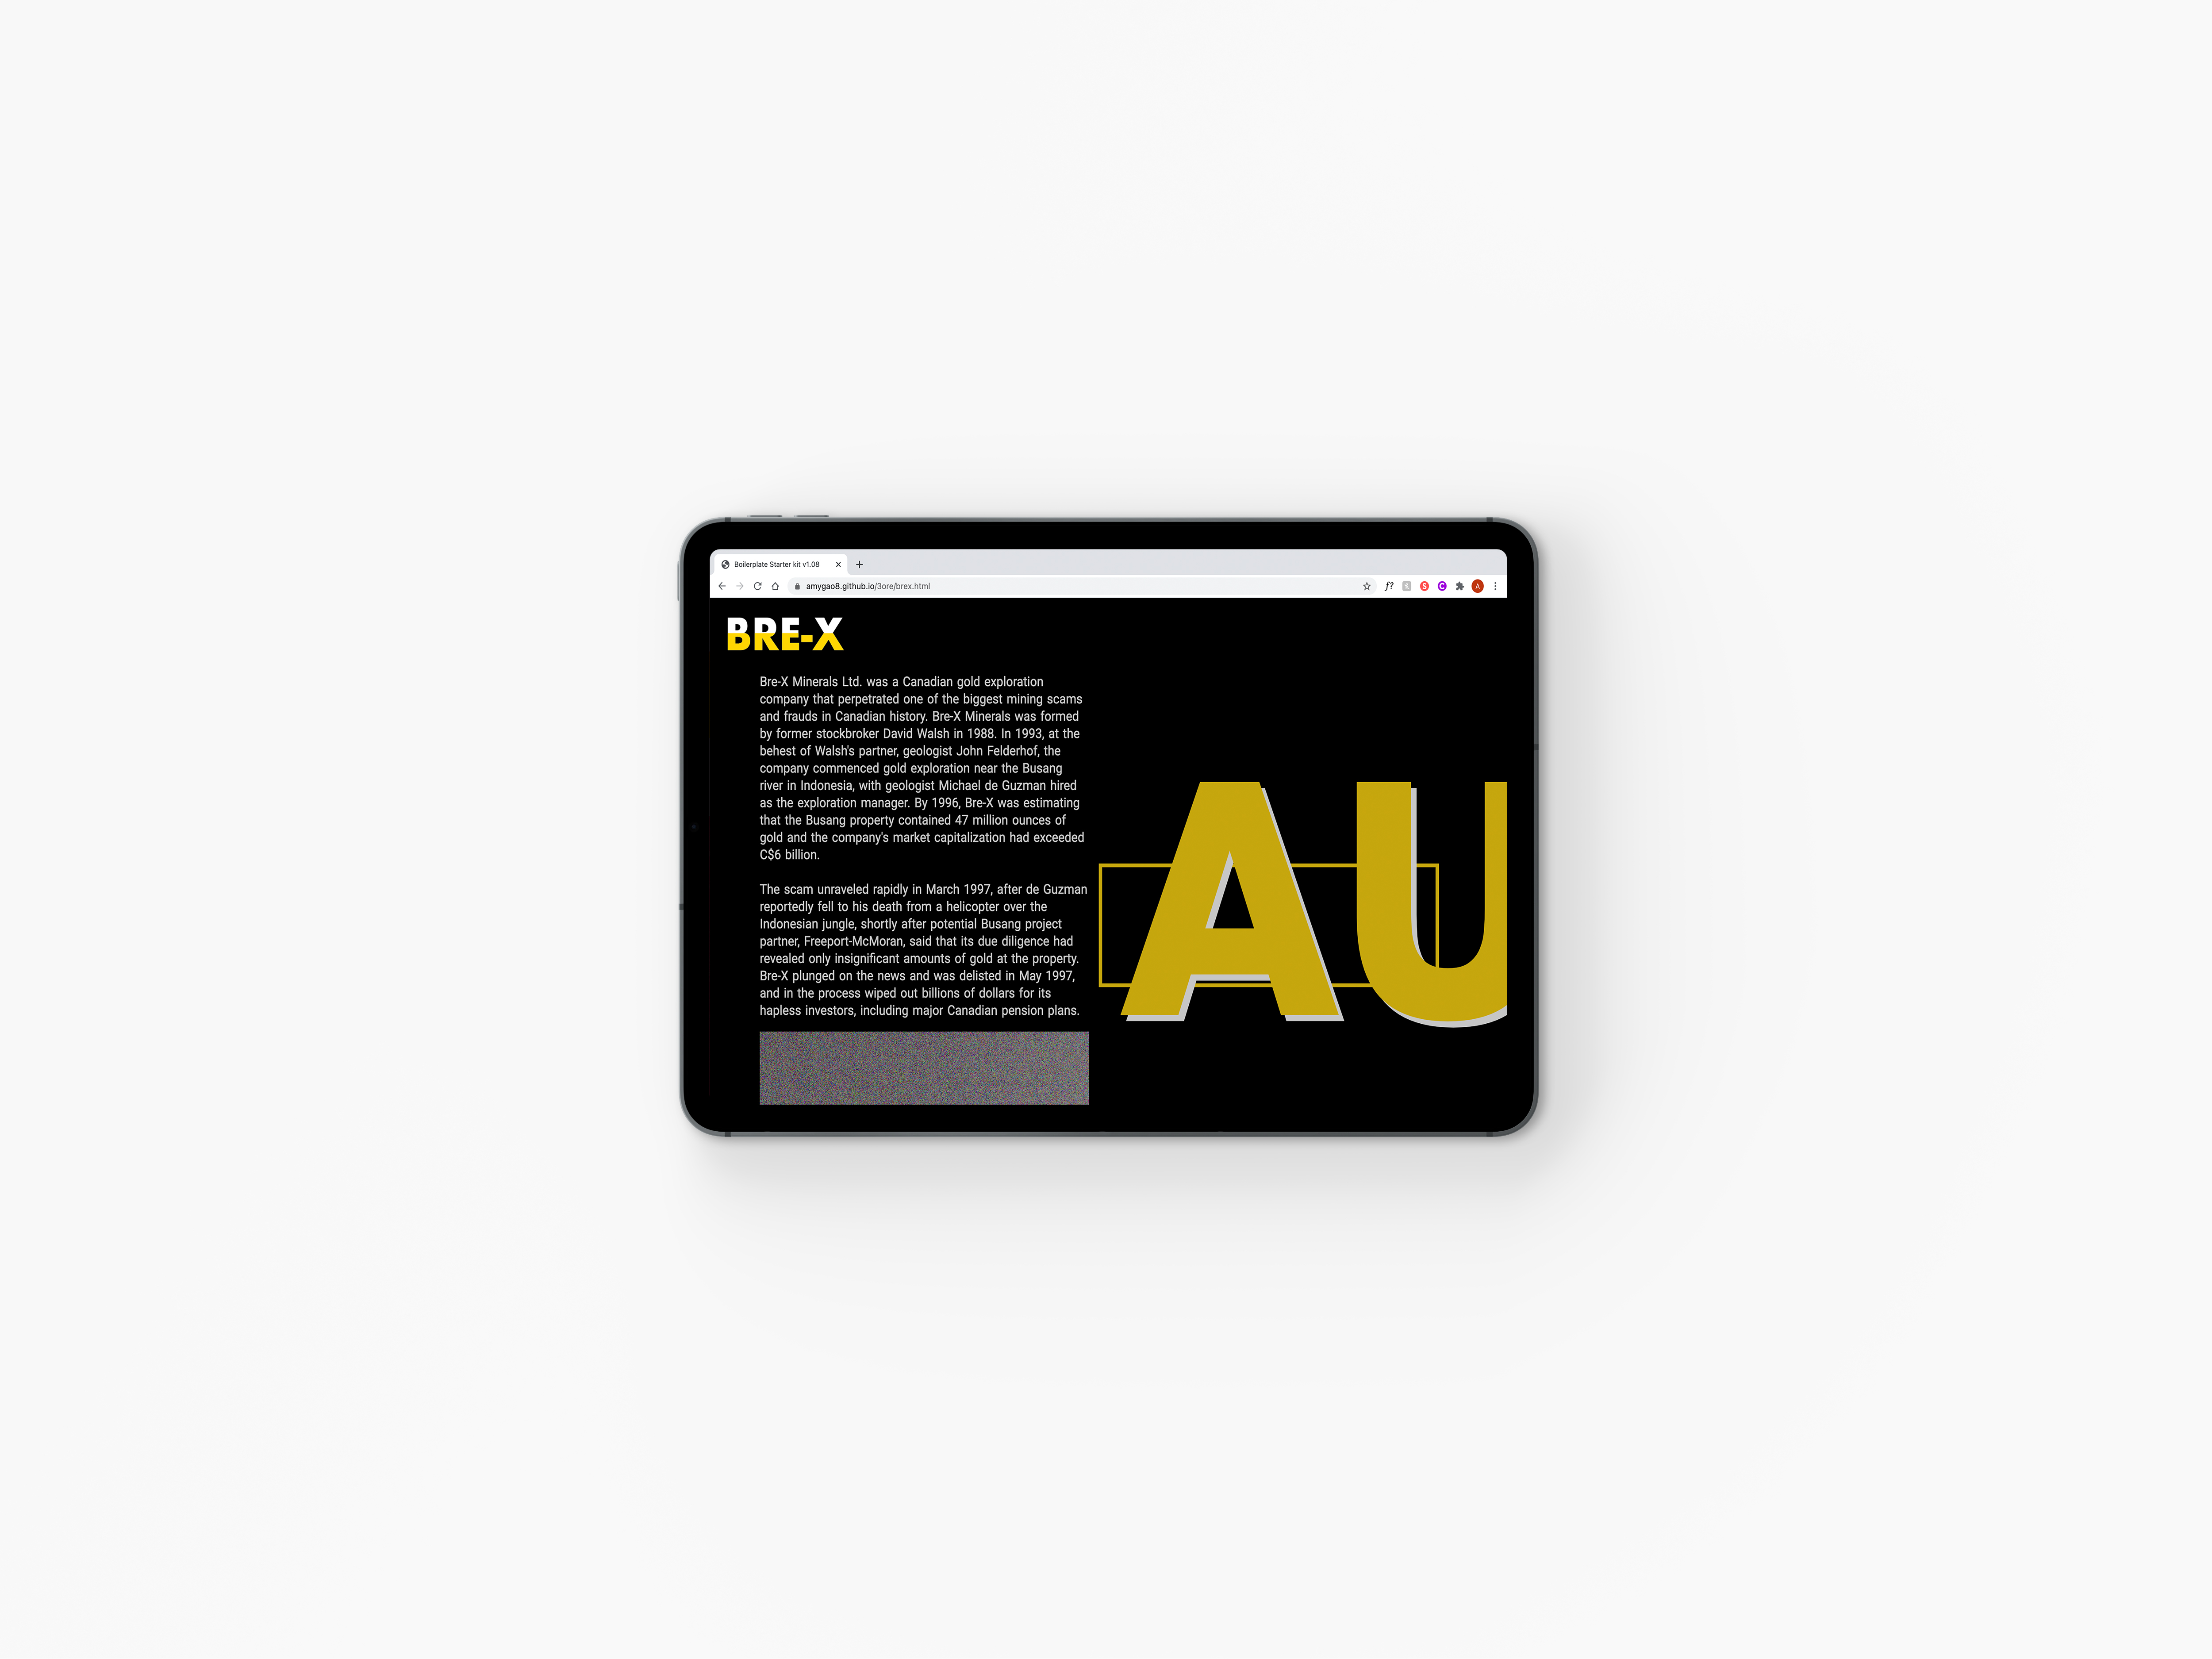 Boilerplate Starter kit v1.08
amygao8.github.io/3ore/brex.html
f?
S
C
A
BRE-X
Bre-X Minerals Ltd. was a Canadian gold exploration
company that perpetrated one of the biggest mining scams
and frauds in Canadian history. Bre-X Minerals was formed
by former stockbroker David Walsh in 1988. In 1993, at the
behest of Walsh's partner, geologist John Felderhof, the
company commenced gold exploration near the Busang
river in Indonesia, with geologist Michael de Guzman hired
as the exploration manager. By 1996, Bre-X was estimating
that the Busang property contained 47 million ounces of
gold and the company's market capitalization had exceeded
C$6 billion.
The scam unraveled rapidly in March 1997, after de Guzman
reportedly fell to his death from a helicopter over the
Indonesian jungle, shortly after potential Busang project
partner, Freeport-McMoran, said that its due diligence had
revealed only insignificant amounts of gold at the property.
Bre-X plunged on the news and was delisted in May 1997,
and in the process wiped out billions of dollars for its
hapless investors, including major Canadian pension plans.
AU